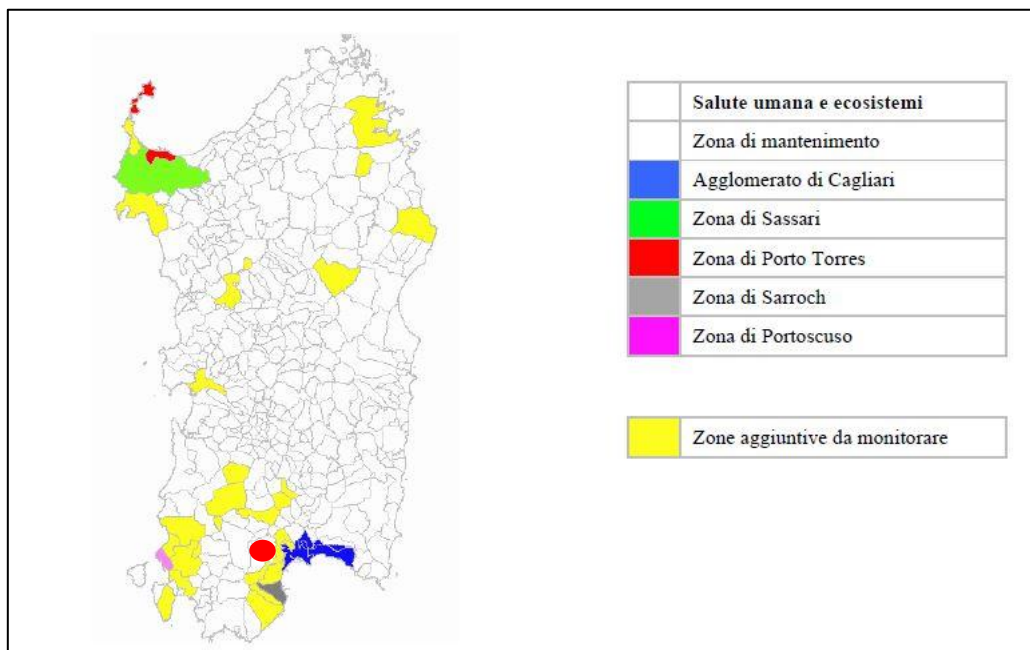 Salute umana e ecosistemi
Zona di mantenimento
Agglomerato di Cagliari
Zona di Sassari
Zona di Porto Torres
Zona di Sarroch
Zona di Portoscuso
Zone aggiuntive da monitorare